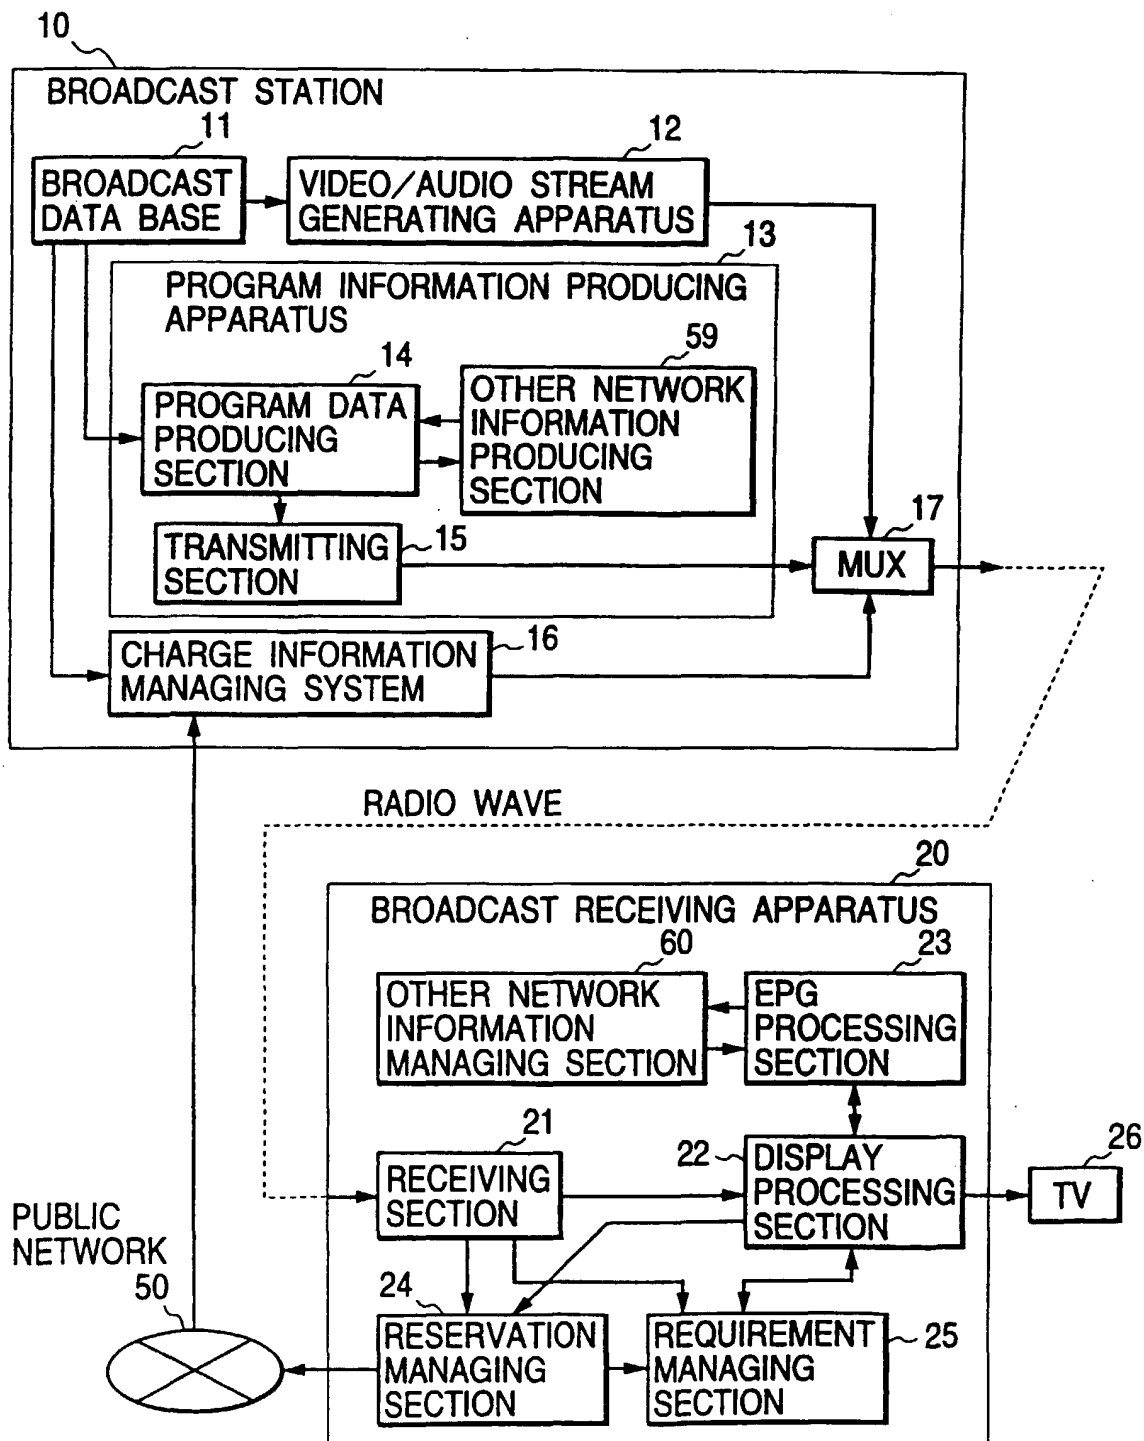 10
BROADCAST STATION
11
12
BROADCAST
DATA BASE
VIDEO/AUDIO STREAM
GENERATING APPARATUS
13
PROGRAM INFORMATION PRODUCING
APPARATUS
14
59
PROGRAM DATA
PRODUCING
SECTION
OTHER NETWORK
INFORMATION
PRODUCING
SECTION
15
TRANSMITTING
SECTION
17
MUX
16
CHARGE INFORMATION
MANAGING SYSTEM
RADIO WAVE
20
BROADCAST RECEIVING APPARATUS
60
23
OTHER NETWORK
INFORMATION
MANAGING SECTION
EPG
PROCESSING
SECTION
21
RECEIVING
SECTION
22
DISPLAY
PROCESSING
SECTION
26
TV
PUBLIC
NETWORK
50
24
RESERVATION
MANAGING
SECTION
REQUIREMENT
MANAGING
SECTION
25